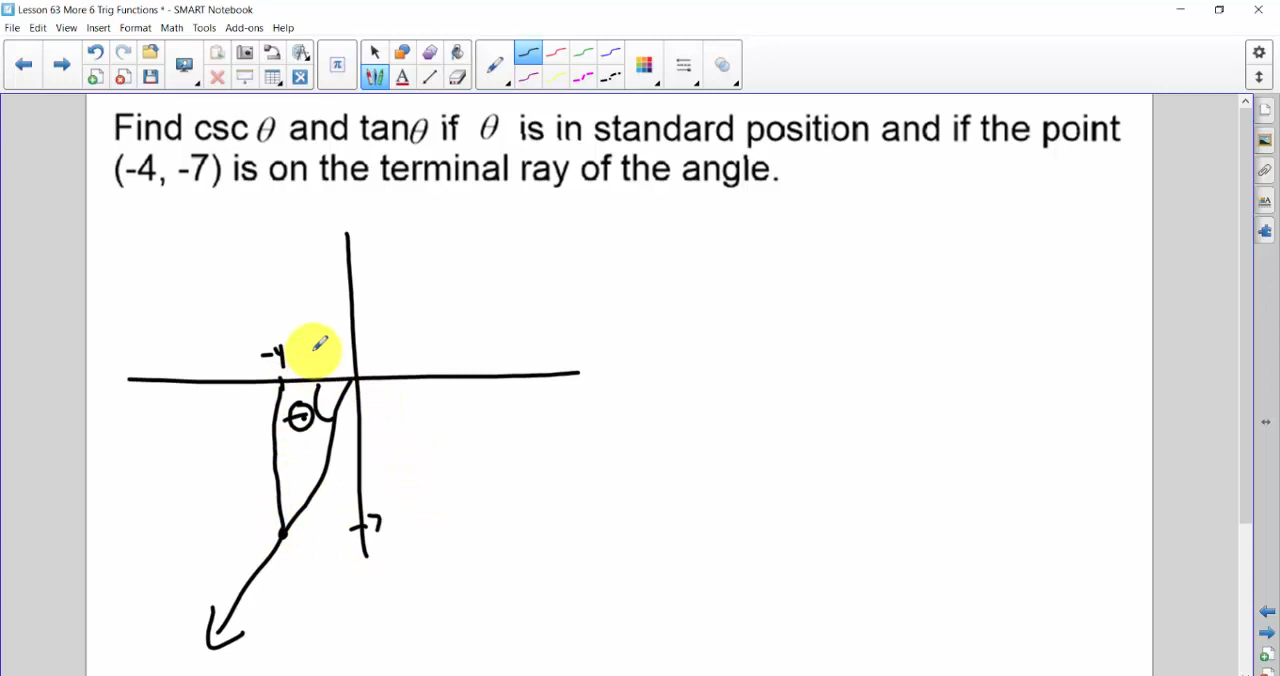 Lesson 63 More 6 Trig Functions * - SMART Notebook
File Edit View Insert Format Math Tools Add-ons Help
Find csc θ and tanθ if θ is in standard position and if the point
(-4, -7) is on the terminal ray of the angle.
-4
θ
-7